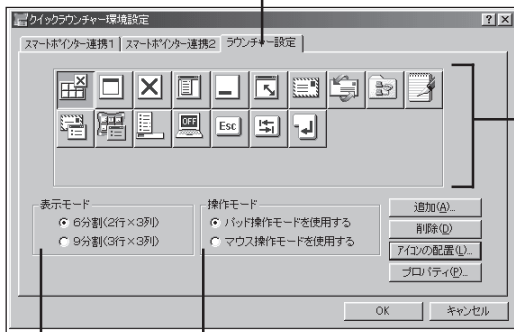 クイックラウンチャー環境設定
スマートポインター連携1 スマートポインター連携2 ラウンチャー設定
OFF Esc
表示モード
6分割(2行×3列)
9分割(3行×3列)
操作モード
パッド操作モードを使用する
マウス操作モードを使用する
追加(A)...
削除(D)
アイコンの配置(L)...
プロパティ(P)...
OK キャンセル